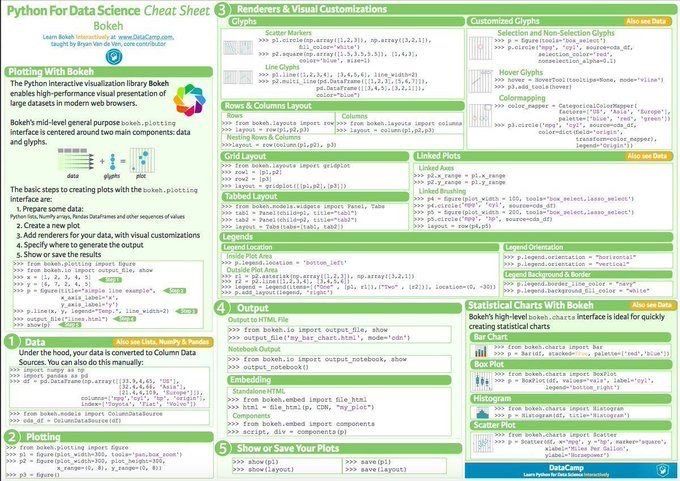 Python For Data Science Cheat Sheet
Bokeh
Learn Bokeh Interactively at www.DataCamp.com,
taught by Bryan Van de Ven, core contributor
Plotting With Bokeh
The Python interactive visualization library Bokeh
enables high-performance visual presentation of
large datasets in modern web browsers.
Bokeh's mid-level general purpose bokeh.plotting
interface is centered around two main components: data
and glyphs.
data
glyphs
plot
The basic steps to creating plots with the bokeh.plotting
interface are:
1. Prepare some data:
Python lists, NumPy arrays, Pandas DataFrames and other sequences of values
2. Create a new plot
3. Add renderers for your data, with visual customizations
4. Specify where to generate the output
5. Show or save the results
>>> from bokeh.plotting import figure
>>> from bokeh.io import output_file, show
>>> x = [1, 2, 3, 4, 5] Step 1
>>> y = [6, 7, 2, 4, 5]
>>> p = figure(title="simple line example", Step 2
x_axis_label='x',
y_axis_label='y')
>>> p.line(x, y, legend="Temp.", line_width=2) Step 3
>>> output_file("lines.html") Step 4
>>> show(p) Step 5
1 Data
Also see Lists, NumPy & Pandas
Under the hood, your data is converted to Column Data
Sources. You can also do this manually:
>>> import numpy as np
>>> import pandas as pd
>>> df = pd.DataFrame(np.array([[33.9,4,65, 'US'],
[32.4,4,66, 'Asia'],
[21.4,4,109, 'Europe']]),
columns=['mpg','cyl', 'hp', 'origin'],
index=['Toyota', 'Fiat', 'Volvo'])
>>> from bokeh.models import ColumnDataSource
>>> cds_df = ColumnDataSource(df)
2 Plotting
>>> from bokeh.plotting import figure
>>> p1 = figure(plot_width=300, tools='pan,box_zoom')
>>> p2 = figure(plot_width=300, plot_height=300,
x_range=(0, 8), y_range=(0, 8))
>>> p3 = figure()
3 Renderers & Visual Customizations
Glyphs
Scatter Markers
>>> p1.circle(np.array([1,2,3]), np.array([3,2,1]),
fill_color='white')
>>> p2.square(np.array([1.5,3.5,5.5]), [1,4,3],
color='blue', size=1)
Line Glyphs
>>> p1.line([1,2,3,4], [3,4,5,6], line_width=2)
>>> p2.multi_line(pd.DataFrame([[1,2,3],[5,6,7]]),
pd.DataFrame([[3,4,5],[3,2,1]]),
color="blue")
Rows & Columns Layout
Rows
>>> from bokeh.layouts import row
>>> layout = row(p1,p2,p3)
Columns
>>> from bokeh.layouts import columns
>>> layout = column(p1,p2,p3)
Nesting Rows & Columns
>>>layout = row(column(p1,p2), p3)
Grid Layout
>>> from bokeh.layouts import gridplot
>>> row1 = [p1,p2]
>>> row2 = [p3]
>>> layout = gridplot([[p1,p2],[p3]])
Tabbed Layout
>>> from bokeh.models.widgets import Panel, Tabs
>>> tab1 = Panel(child=p1, title="tab1")
>>> tab2 = Panel(child=p2, title="tab2")
>>> layout = Tabs(tabs=[tab1, tab2])
Customized Glyphs
Also see Data
Selection and Non-Selection Glyphs
>>> p = figure(tools='box_select')
>>> p.circle('mpg', 'cyl', source=cds_df,
selection_color='red',
nonselection_alpha=0.1)
Hover Glyphs
>>> hover = HoverTool(tooltips=None, mode='vline')
>>> p3.add_tools(hover)
Colormapping
>>> color_mapper = CategoricalColorMapper(
factors=['US', 'Asia', 'Europe'],
palette=['blue', 'red', 'green'])
>>> p3.circle('mpg', 'cyl', source=cds_df,
color=dict(field='origin',
transform=color_mapper),
legend='Origin')
Linked Plots
Also see Data
Linked Axes
>>> p2.x_range = p1.x_range
>>> p2.y_range = p1.y_range
Linked Brushing
>>> p4 = figure(plot_width = 100, tools='box_select,lasso_select')
>>> p4.circle('mpg', 'cyl', source=cds_df)
>>> p5 = figure(plot_width = 200, tools='box_select,lasso_select')
>>> p5.circle('mpg', 'hp', source=cds_df)
>>> layout = row(p4,p5)
Legends
Legend Location
Inside Plot Area
>>> p.legend.location = 'bottom_left'
Outside Plot Area
>>> r1 = p2.asterisk(np.array([1,2,3]), np.array([3,2,1])
>>> r2 = p2.line([1,2,3,4], [3,4,5,6])
>>> legend = Legend(items=[("One" , [p1, r1]),("Two" , [r2])], location=(0, -30))
>>> p.add_layout(legend, 'right')
Legend Orientation
>>> p.legend.orientation = "horizontal"
>>> p.legend.orientation = "vertical"
Legend Background & Border
>>> p.legend.border_line_color = "navy"
>>> p.legend.background_fill_color = "white"
4 Output
Output to HTML File
>>> from bokeh.io import output_file, show
>>> output_file('my_bar_chart.html', mode='cdn')
Notebook Output
>>> from bokeh.io import output_notebook, show
>>> output_notebook()
Embedding
Standalone HTML
>>> from bokeh.embed import file_html
>>> html = file_html(p, CDN, "my_plot")
Components
>>> from bokeh.embed import components
>>> script, div = components(p)
5 Show or Save Your Plots
>>> show(p1)
>>> show(layout)
>>> save(p1)
>>> save(layout)
Statistical Charts With Bokeh
Also see Data
Bokeh's high-level bokeh.charts interface is ideal for quickly
creating statistical charts
Bar Chart
>>> from bokeh.charts import Bar
>>> p = Bar(df, stacked=True, palette=['red','blue'])
Box Plot
>>> from bokeh.charts import BoxPlot
>>> p = BoxPlot(df, values='vals', label='cyl',
legend='bottom_right')
Histogram
>>> from bokeh.charts import Histogram
>>> p = Histogram(df, title='Histogram')
Scatter Plot
>>> from bokeh.charts import Scatter
>>> p = Scatter(df, x='mpg', y ='hp', marker='square',
xlabel='Miles Per Gallon',
ylabel='Horsepower')
DataCamp
Learn Python for Data Science Interactively